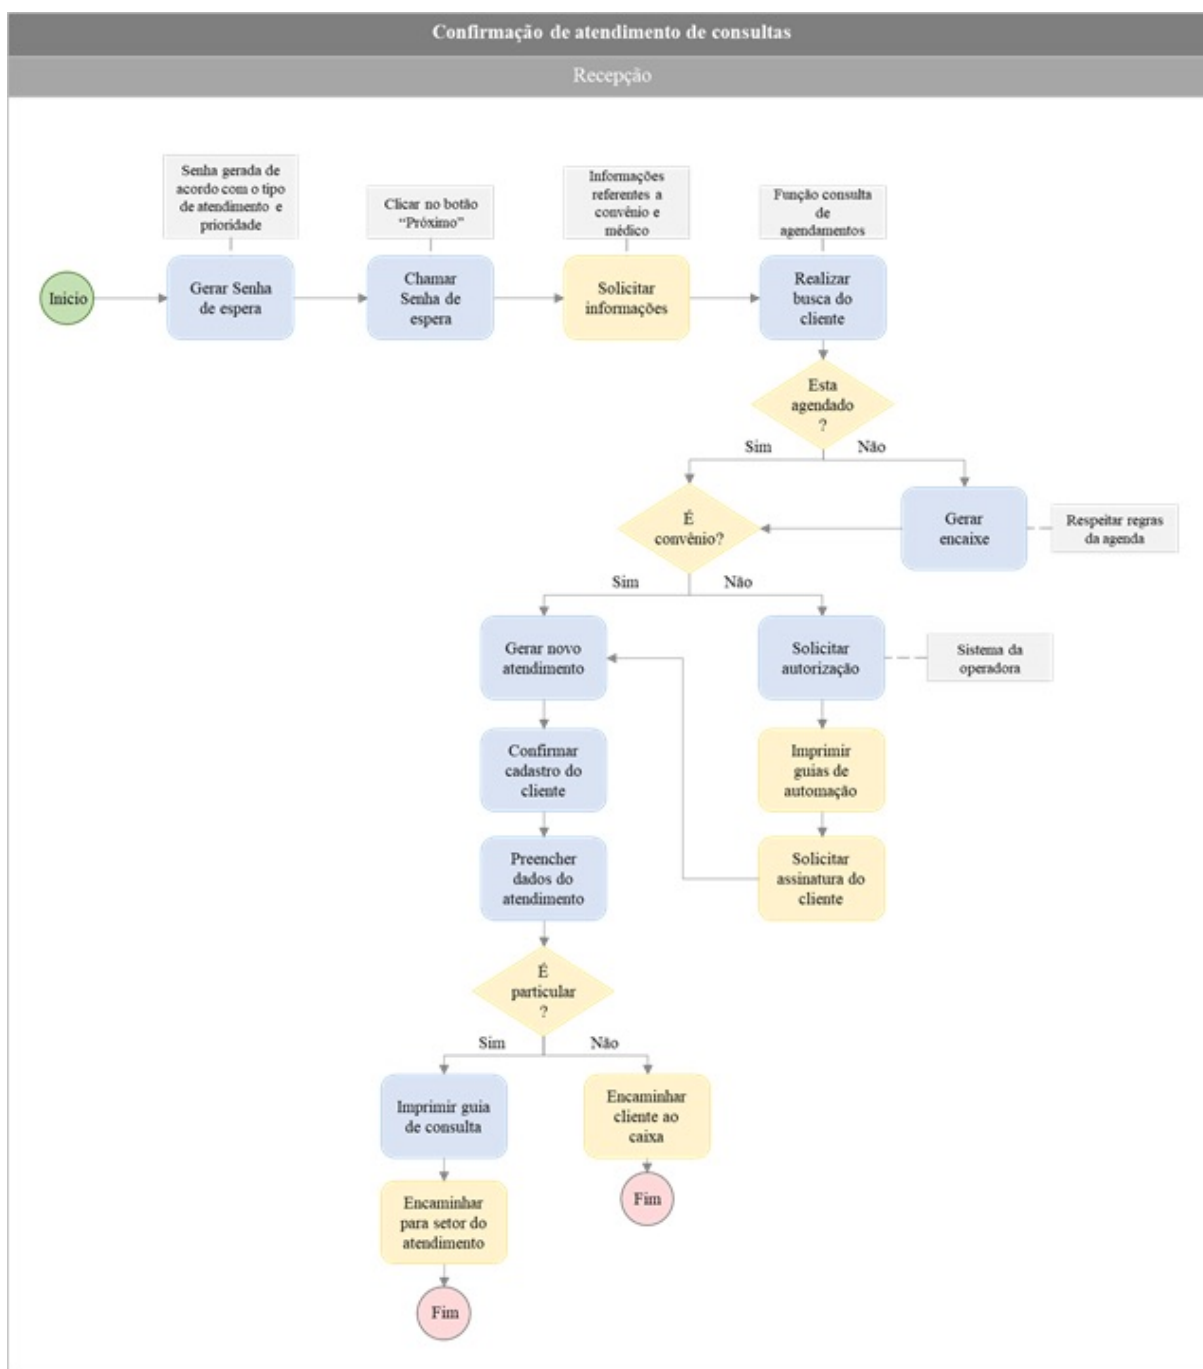 Confirmação de atendimento de consultas
Recepção
Senha gerada de
acordo com o tipo
de atendimento e
prioridade
Clicar no botão
“Próximo”
Informações
referentes a
convênio e
médico
Função consulta
de
agendamentos
Inicio
Gerar Senha
de espera
Chamar
Senha de
espera
Solicitar
informações
Realizar
busca do
cliente
Esta
agendado
?
Sim
Não
É
convênio?
Gerar
encaixe
Respeitar regras
da agenda
Sim
Não
Gerar novo
atendimento
Solicitar
autorização
Sistema da
operadora
Confirmar
cadastro do
cliente
Imprimir
guias de
automação
Preencher
dados do
atendimento
Solicitar
assinatura do
cliente
É
particular
?
Sim
Não
Imprimir guia
de consulta
Encaminhar
cliente ao
caixa
Encaminhar
para setor do
atendimento
Fim
Fim